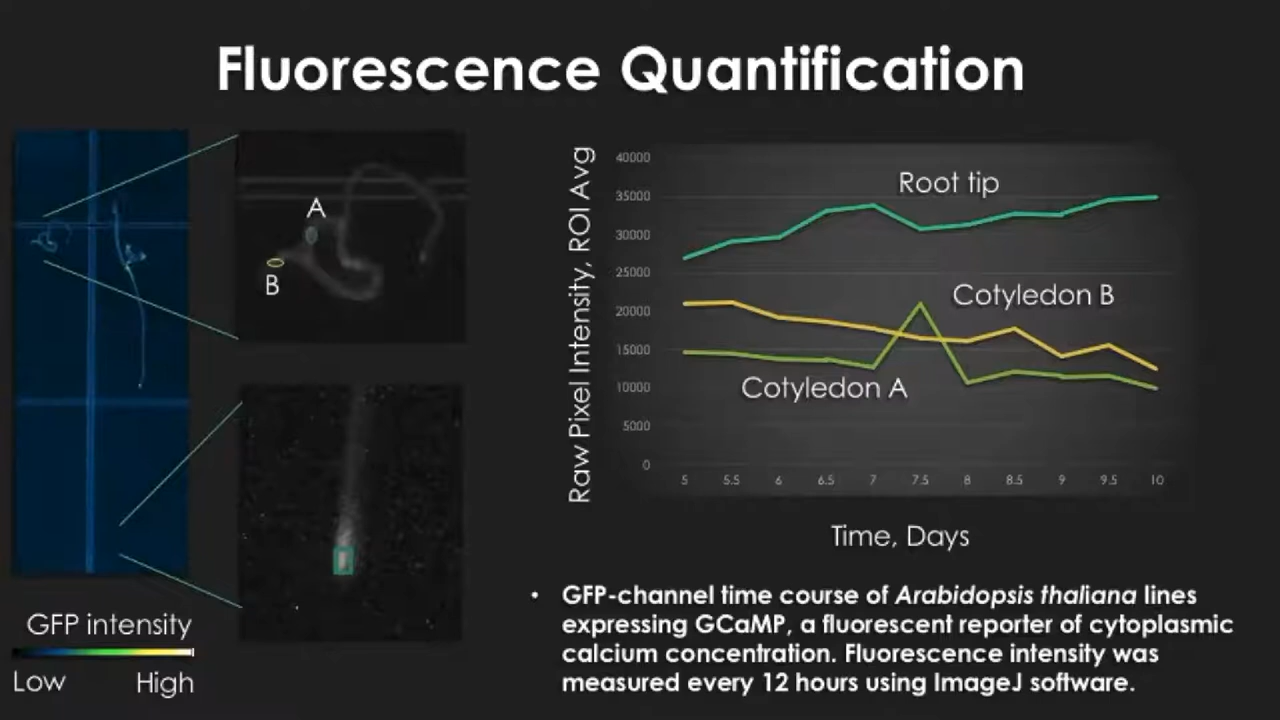 Fluorescence Quantification
A
B
GFP intensity
Low High
Raw Pixel Intensity, ROI Avg
40000
35000
30000
25000
20000
15000
10000
5000
0
Root tip
Cotyledon B
Cotyledon A
5 5.5 6 6.5 7 7.5 8 8.5 9 9.5 10
Time, Days
• GFP-channel time course of Arabidopsis thaliana lines
expressing GCaMP, a fluorescent reporter of cytoplasmic
calcium concentration. Fluorescence intensity was
measured every 12 hours using ImageJ software.